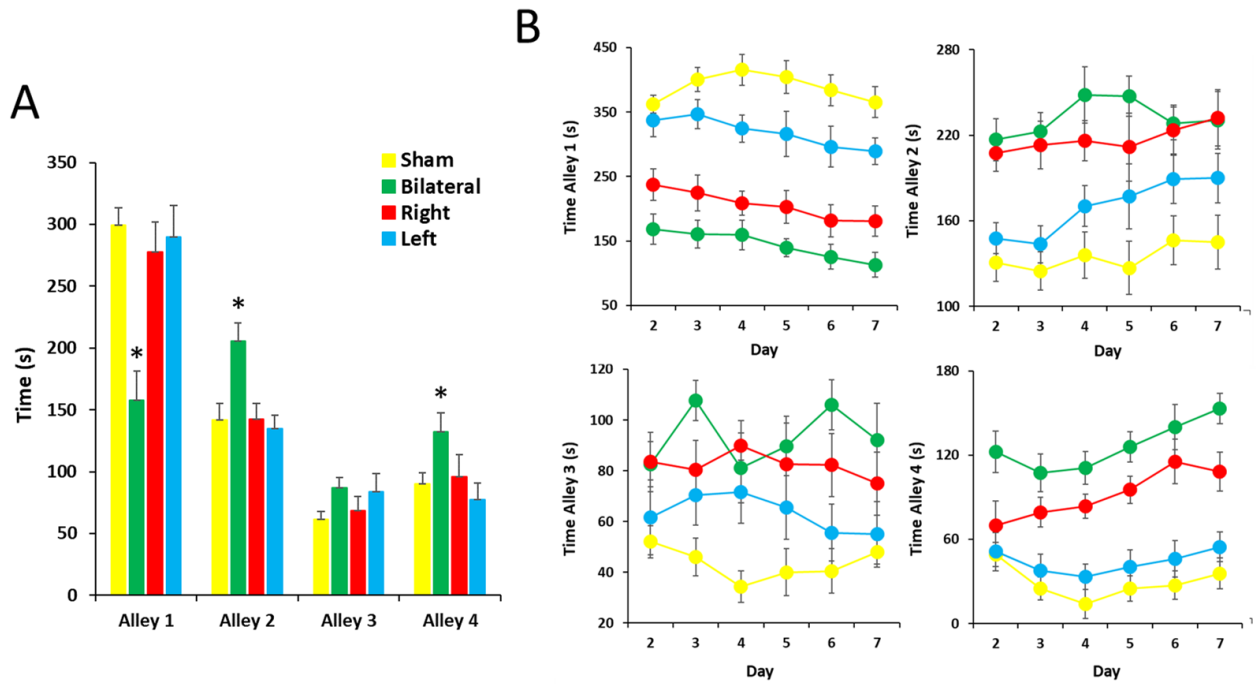 A
350
300
250
200
150
100
50
0
Time (s)
Sham
Bilateral
Right
Left
*
*
*
Alley 1
Alley 2
Alley 3
Alley 4
B
450
350
250
150
50
Time Alley 1 (s)
2 3 4 5 6 7
Day
280
220
160
100
Time Alley 2 (s)
2 3 4 5 6 7
Day
120
100
80
60
40
20
Time Alley 3 (s)
2 3 4 5 6 7
Day
180
120
60
0
Time Alley 4 (s)
2 3 4 5 6 7
Day